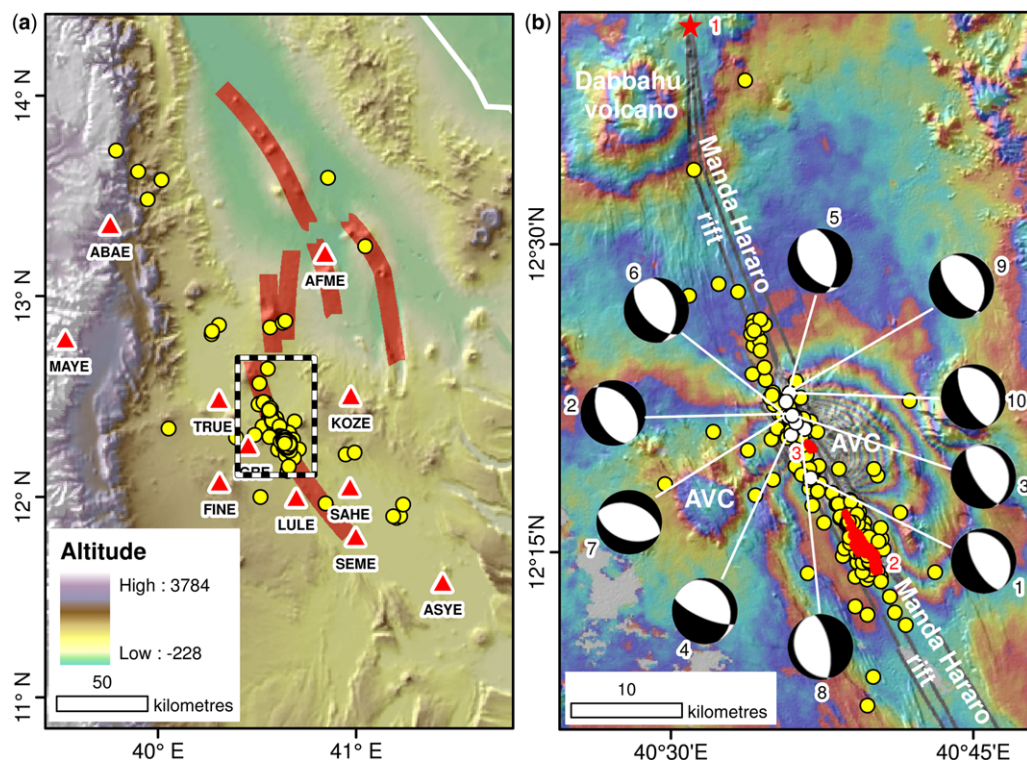 (a)
14° N
13° N
12° N
11° N
ABAE
AFME
MAYE
TRUE
KOZE
FINE
LULE
SAHE
SEME
ASYE
Altitude
High : 3784
Low : -228
50
kilometres
40° E
41° E
(b)
1
Dabbahu
volcano
Manda Hararo
rift
12°30'N
12°15'N
5
6
9
2
10
3
AVC
AVC
3
7
1
2
4
8
Manda Hararo
rift
10
kilometres
40°30'E
40°45'E